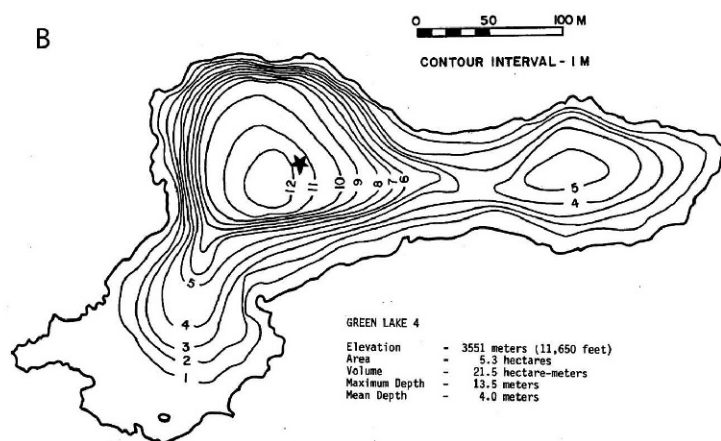 B
0 50 100 M
CONTOUR INTERVAL - 1 M
12 11 10 9 8 7 6
5
4
5
4
3
2
1
GREEN LAKE 4
Elevation - 3551 meters (11,650 feet)
Area - 5.3 hectares
Volume - 21.5 hectare-meters
Maximum Depth - 13.5 meters
Mean Depth - 4.0 meters